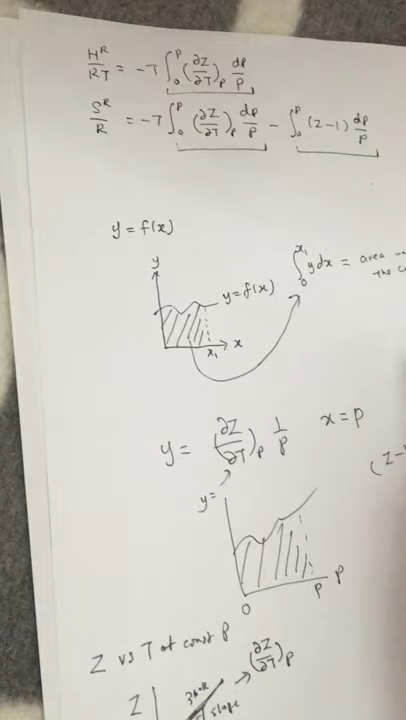 H^R/RT = -T ∫_0^P (∂Z/∂T)_P dP/P
S^R/R = -T ∫_0^P (∂Z/∂T)_P dP/P - ∫_0^P (Z-1) dP/P
y = f(x)
y
y = f(x)
x_1
x
∫_0^{x_1} y dx = area
the
y = (∂Z/∂T)_P 1/P
x = P
(Z-
y =
0
P
P
Z vs T at const P
Z
slope
(∂Z/∂T)_P